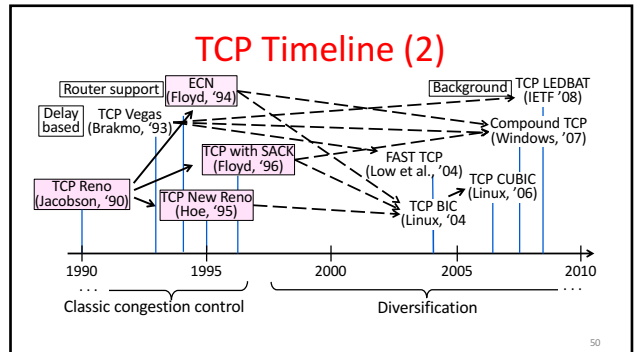 TCP Timeline (2)
Router support
ECN
(Floyd, ‘94)
Background
TCP LEDBAT
(IETF ’08)
Delay
based
TCP Vegas
(Brakmo, ‘93)
Compound TCP
(Windows, ’07)
TCP with SACK
(Floyd, ‘96)
FAST TCP
(Low et al., ’04)
TCP Reno
(Jacobson, ‘90)
TCP New Reno
(Hoe, ‘95)
TCP CUBIC
(Linux, ’06)
TCP BIC
(Linux, ‘04
1990
1995
2000
2005
2010
. . .
. . .
Classic congestion control
Diversification
50